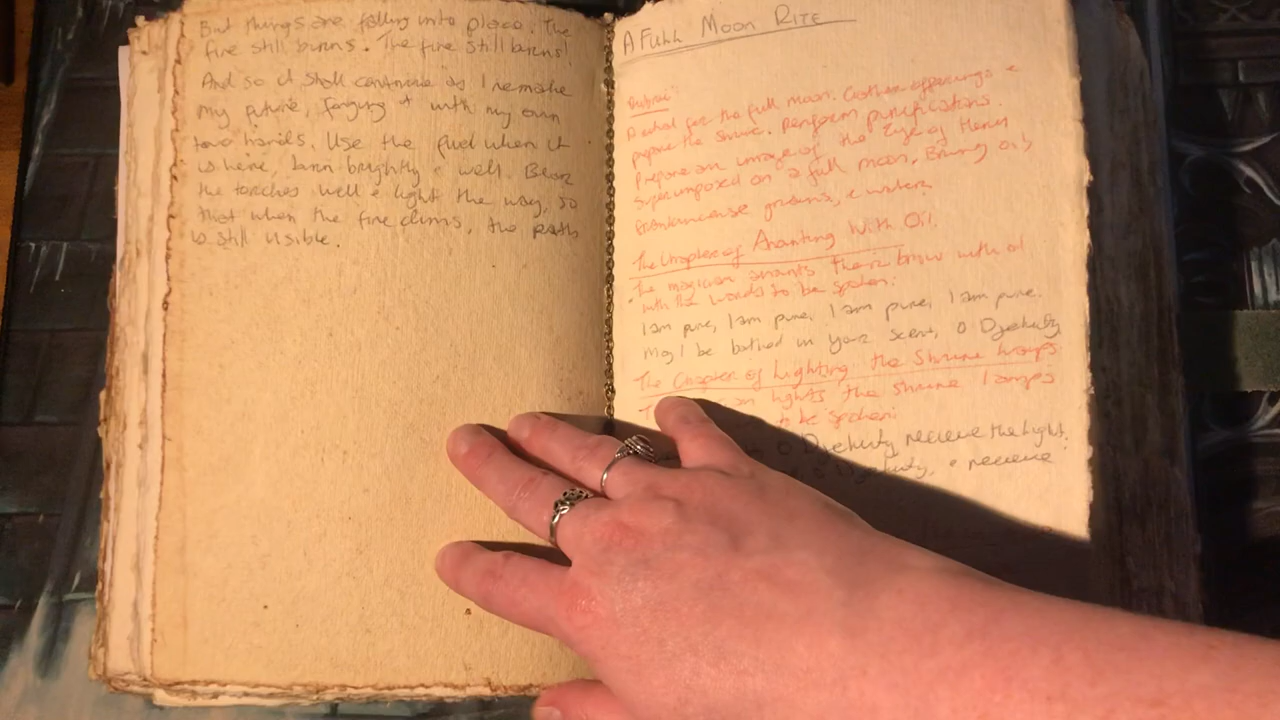 But things are falling into place. The
fire still burns. The fire still burns!
And so it shall continue as I remake
my future, forging it with my own
two hands. Use the fuel when it
is here, burn brightly & well. Bear
the torches well & light the way, so
that when the fire dims, the path
is still visible.
A Full Moon Rite
Rubric:
A ritual for the full moon. Gather offerings &
prepare the shrine. Perform purifications.
Prepare an image of the Eye of Heru
superimposed on a full moon. Bring oil,
frankincense grains, & water.
The Chapter of Anointing With Oil.
The magician anoints their brow with oil
with the words to be spoken:
I am pure, I am pure, I am pure, I am pure.
May I be bathed in your scent, O Djehuty
The Chapter of Lighting the Shrine Lamps
lights the shrine lamps
to be spoken:
O Djehuty recieve the light.
Djehuty, & recieve